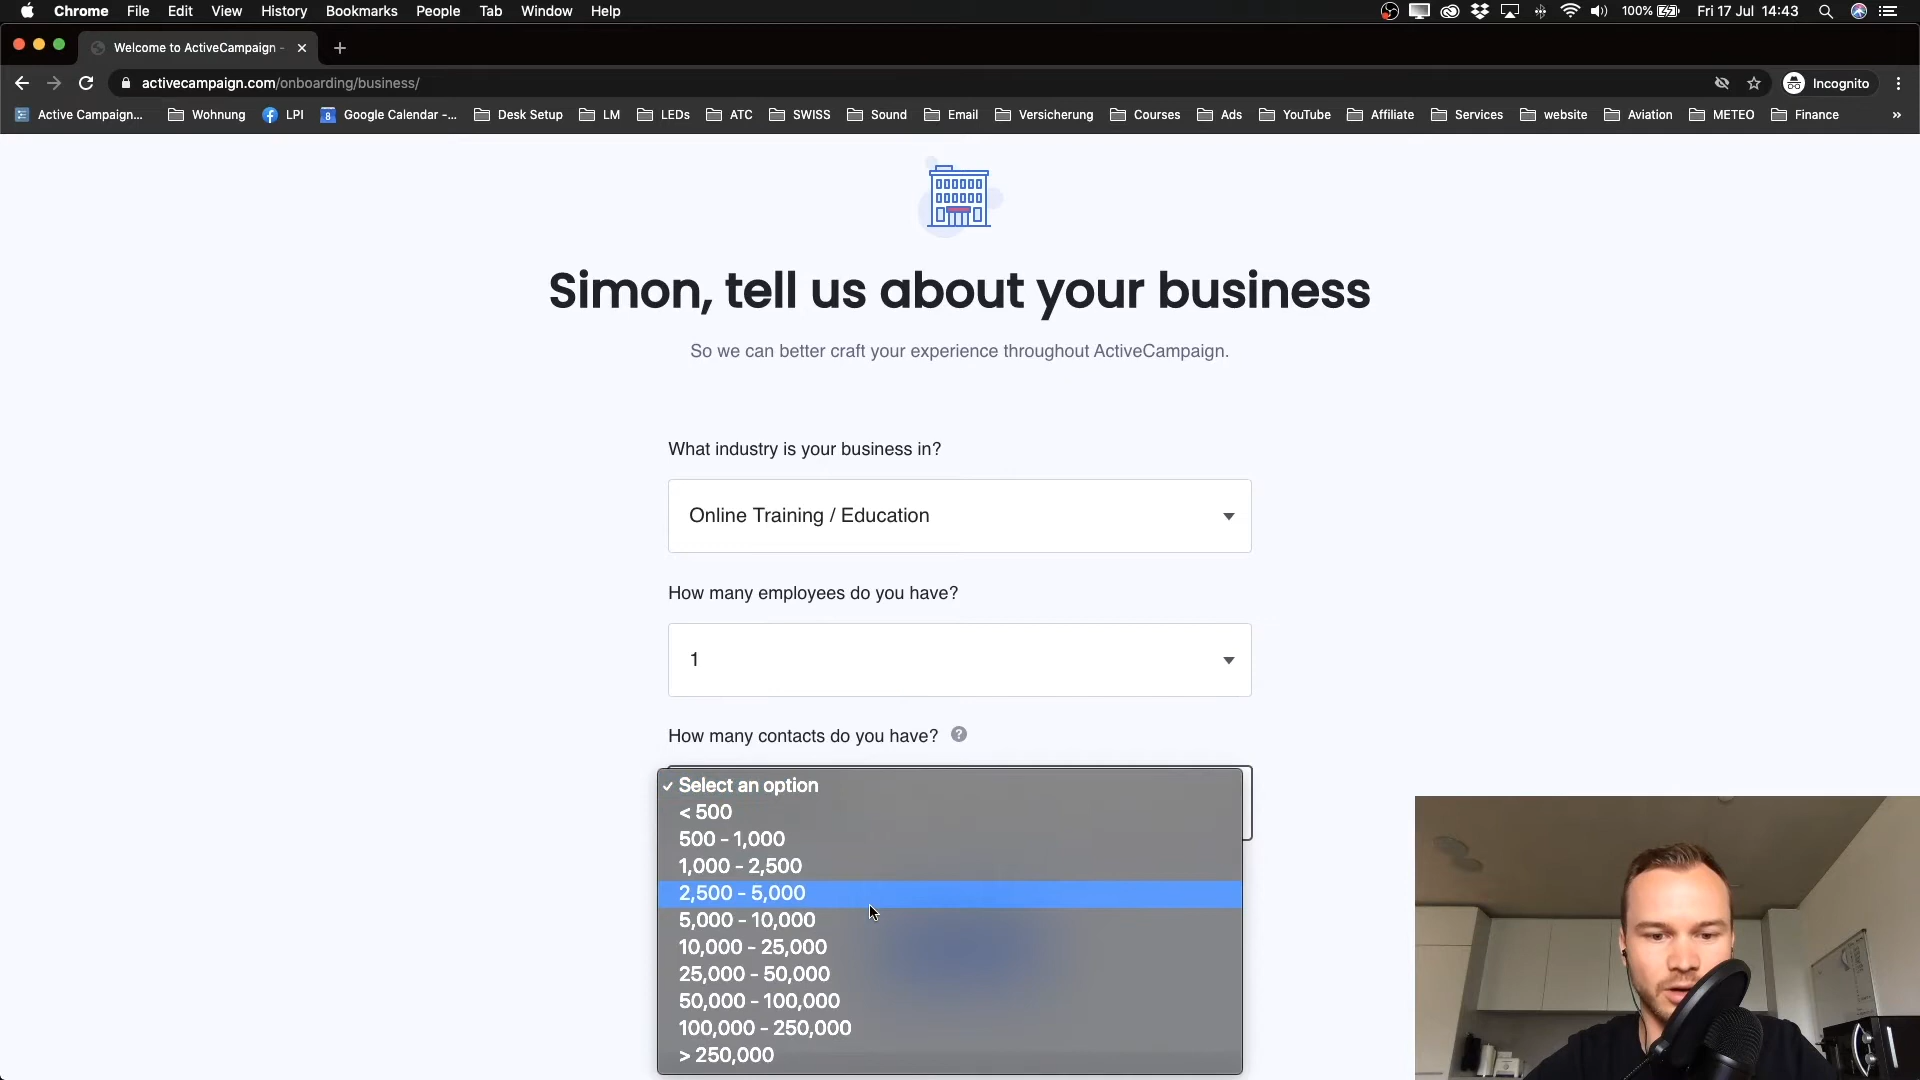 Chrome File Edit View History Bookmarks People Tab Window Help 100% Fri 17 Jul 14:43
Welcome to ActiveCampaign -
activecampaign.com/onboarding/business/ Incognito
Active Campaign... Wohnung LPI 8 Google Calendar -... Desk Setup LM LEDs ATC SWISS Sound Email Versicherung Courses Ads YouTube Affiliate Services website Aviation METEO Finance »
Simon, tell us about your business
So we can better craft your experience throughout ActiveCampaign.
What industry is your business in?
Online Training / Education
How many employees do you have?
1
How many contacts do you have? ?
✓ Select an option
< 500
500 - 1,000
1,000 - 2,500
2,500 - 5,000
5,000 - 10,000
10,000 - 25,000
25,000 - 50,000
50,000 - 100,000
100,000 - 250,000
> 250,000